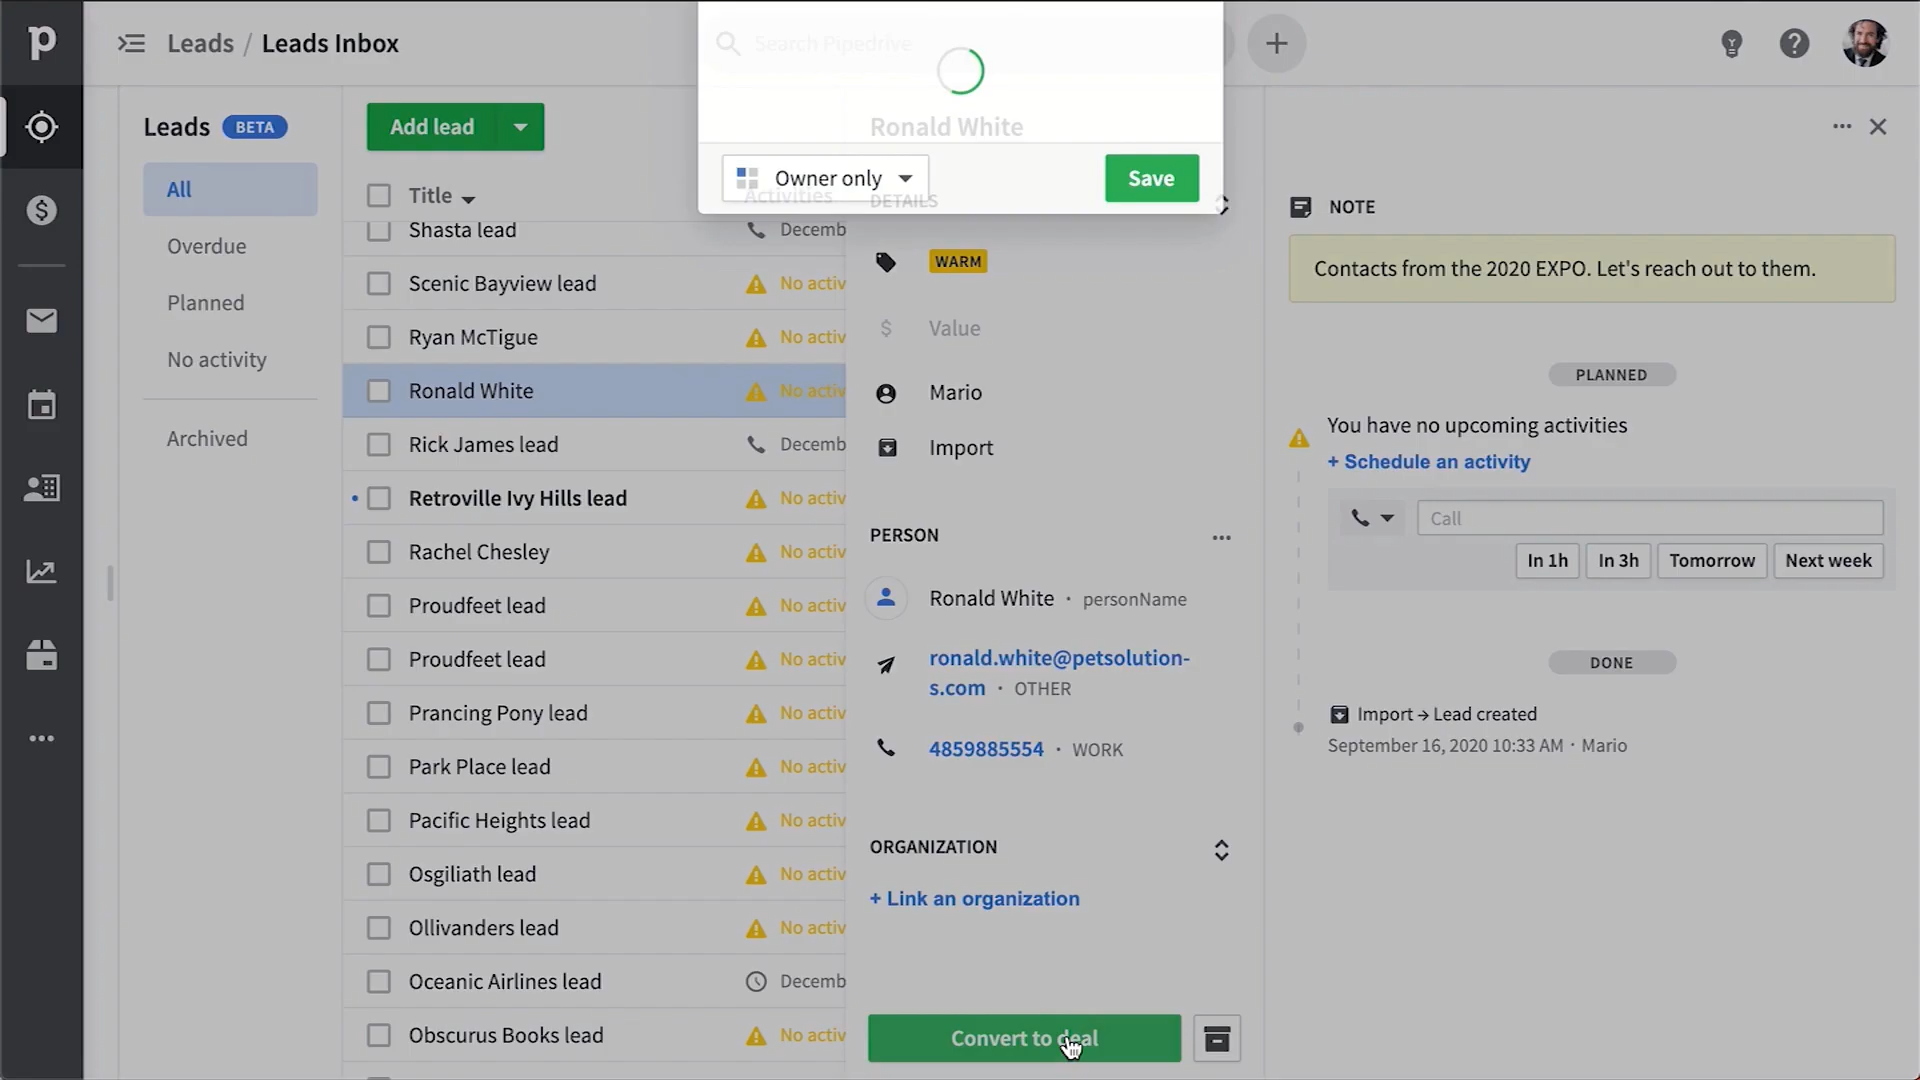 p
Leads / Leads Inbox
Search Pipedrive
Leads BETA
All
Overdue
Planned
No activity
Archived
Add lead
Title
Activities
Shasta lead Decemb
Scenic Bayview lead No activ
Ryan McTigue No activ
Ronald White No activ
Rick James lead Decemb
Retroville Ivy Hills lead No activ
Rachel Chesley No activ
Proudfeet lead No activ
Proudfeet lead No activ
Prancing Pony lead No activ
Park Place lead No activ
Pacific Heights lead No activ
Osgiliath lead No activ
Ollivanders lead No activ
Oceanic Airlines lead Decemb
Obscurus Books lead No activ
Ronald White
Owner only
Save
DETAILS
WARM
$ Value
Mario
Import
PERSON
Ronald White · personName
ronald.white@petsolution-
s.com · OTHER
4859885554 · WORK
ORGANIZATION
+ Link an organization
Convert to deal
NOTE
Contacts from the 2020 EXPO. Let's reach out to them.
PLANNED
You have no upcoming activities
+ Schedule an activity
Call
In 1h In 3h Tomorrow Next week
DONE
Import → Lead created
September 16, 2020 10:33 AM · Mario